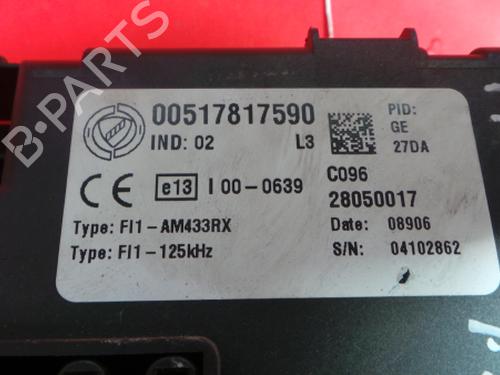 B-PARTS
00517817590
IND: 02 L3
PID:
GE
27DA
CE e13 I 00-0639
C096
28050017
Type: FI1-AM433RX
Date: 08906
Type: FI1-125kHz
S/N: 04102862